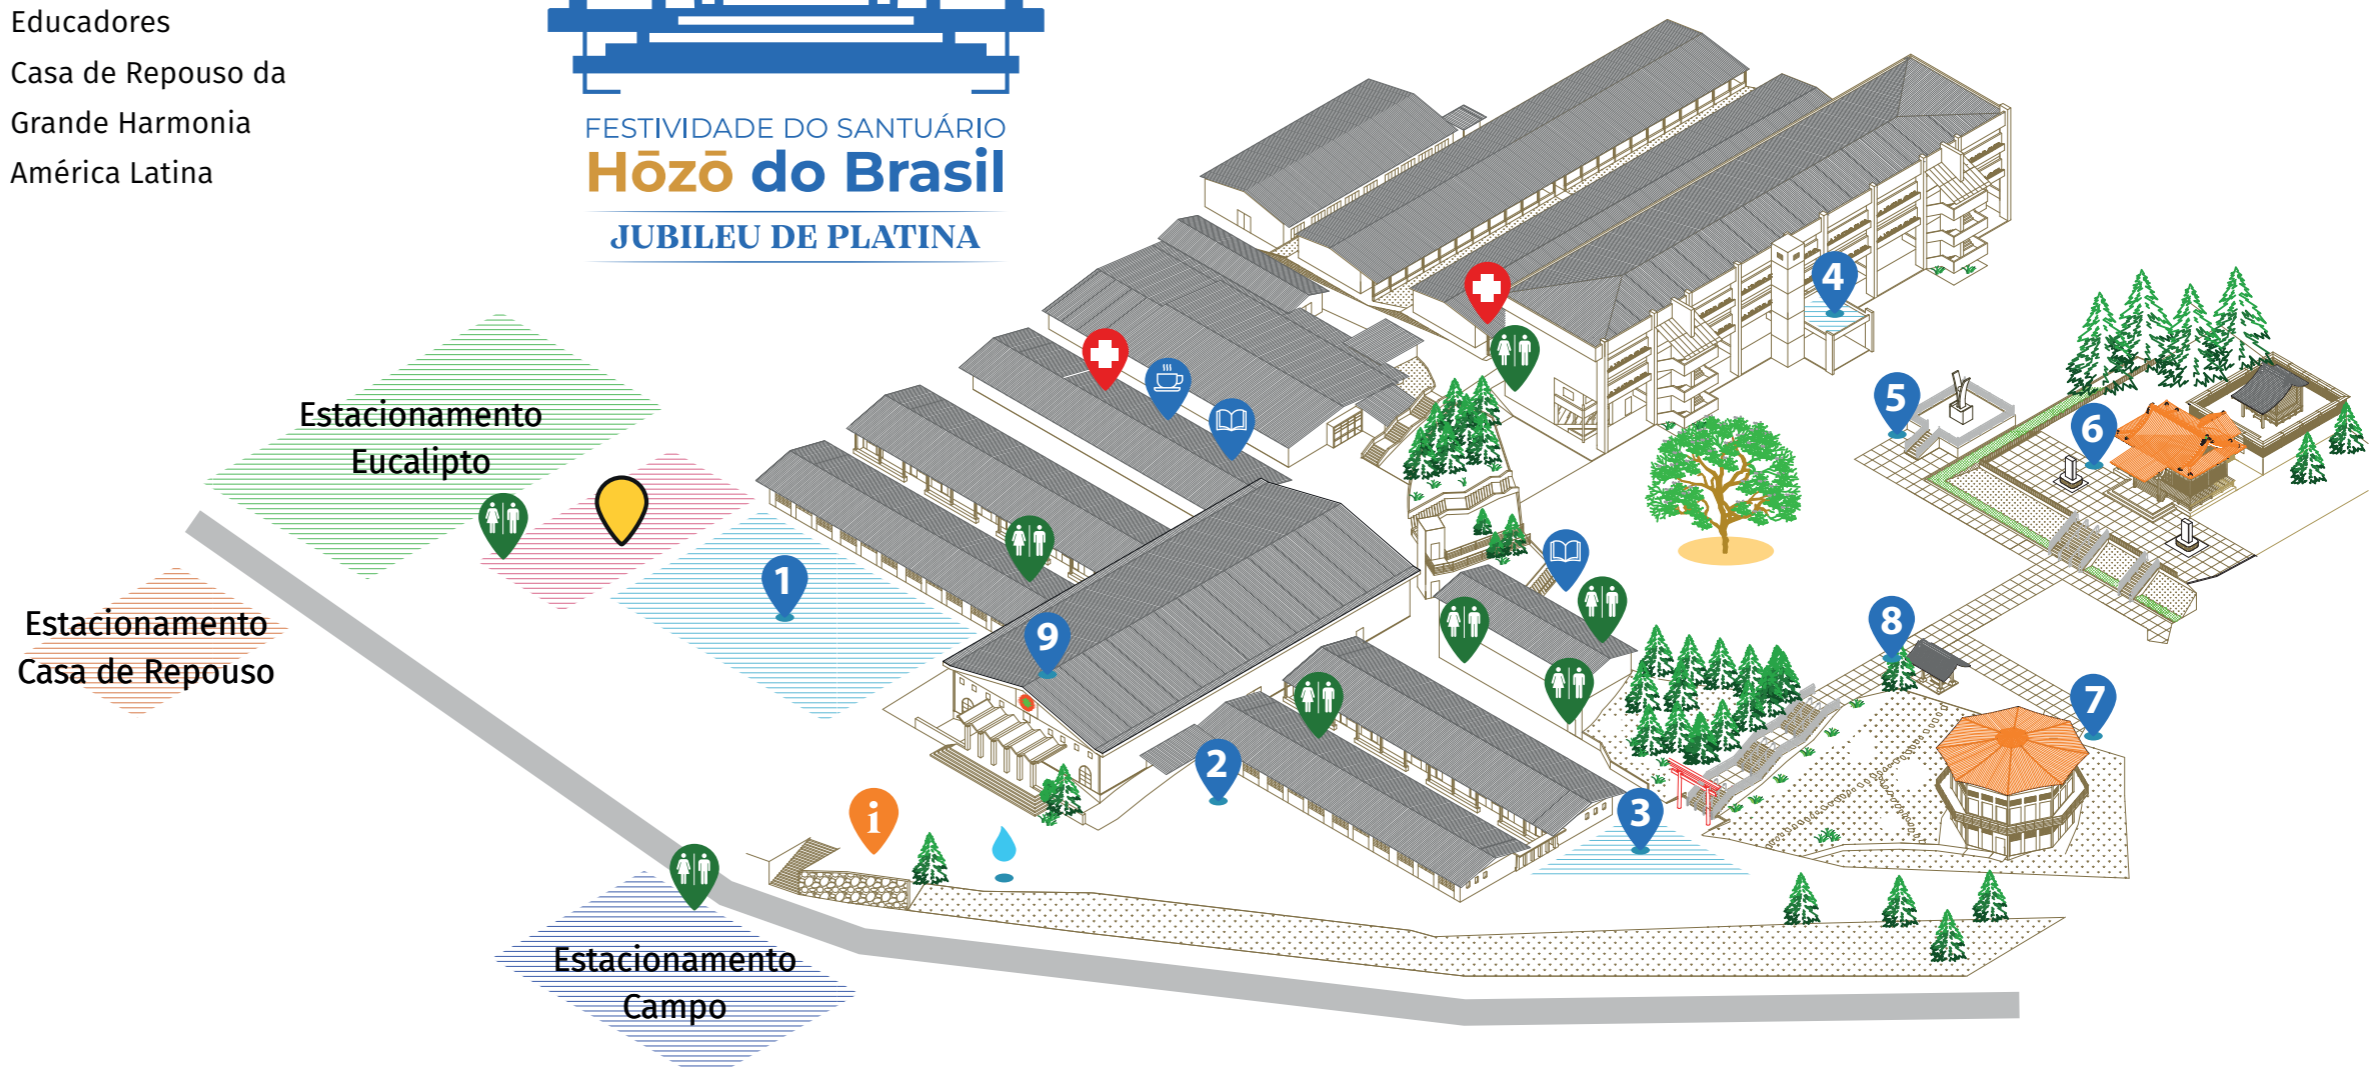 Educadores
Casa de Repouso da
Grande Harmonia
América Latina
FESTIVIDADE DO SANTUÁRIO
Hōzō do Brasil
JUBILEU DE PLATINA
4
5
6
Estacionamento
Eucalipto
1
Estacionamento
Casa de Repouso
9
8
7
2
3
i
Estacionamento
Campo